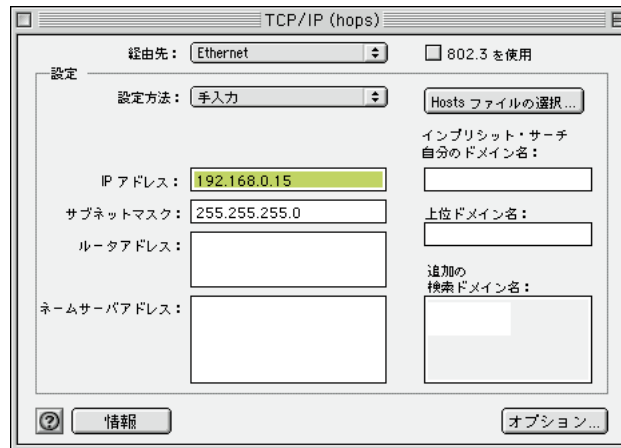 TCP/IP (hops)
経由先： Ethernet
802.3 を使用
設定
設定方法： 手入力
Hosts ファイルの選択...
インプリシット・サーチ
自分のドメイン名：
IP アドレス： 192.168.0.15
サブネットマスク： 255.255.255.0
上位ドメイン名：
ルータアドレス：
追加の
検索ドメイン名：
ネームサーバアドレス：
?
情報
オプション...